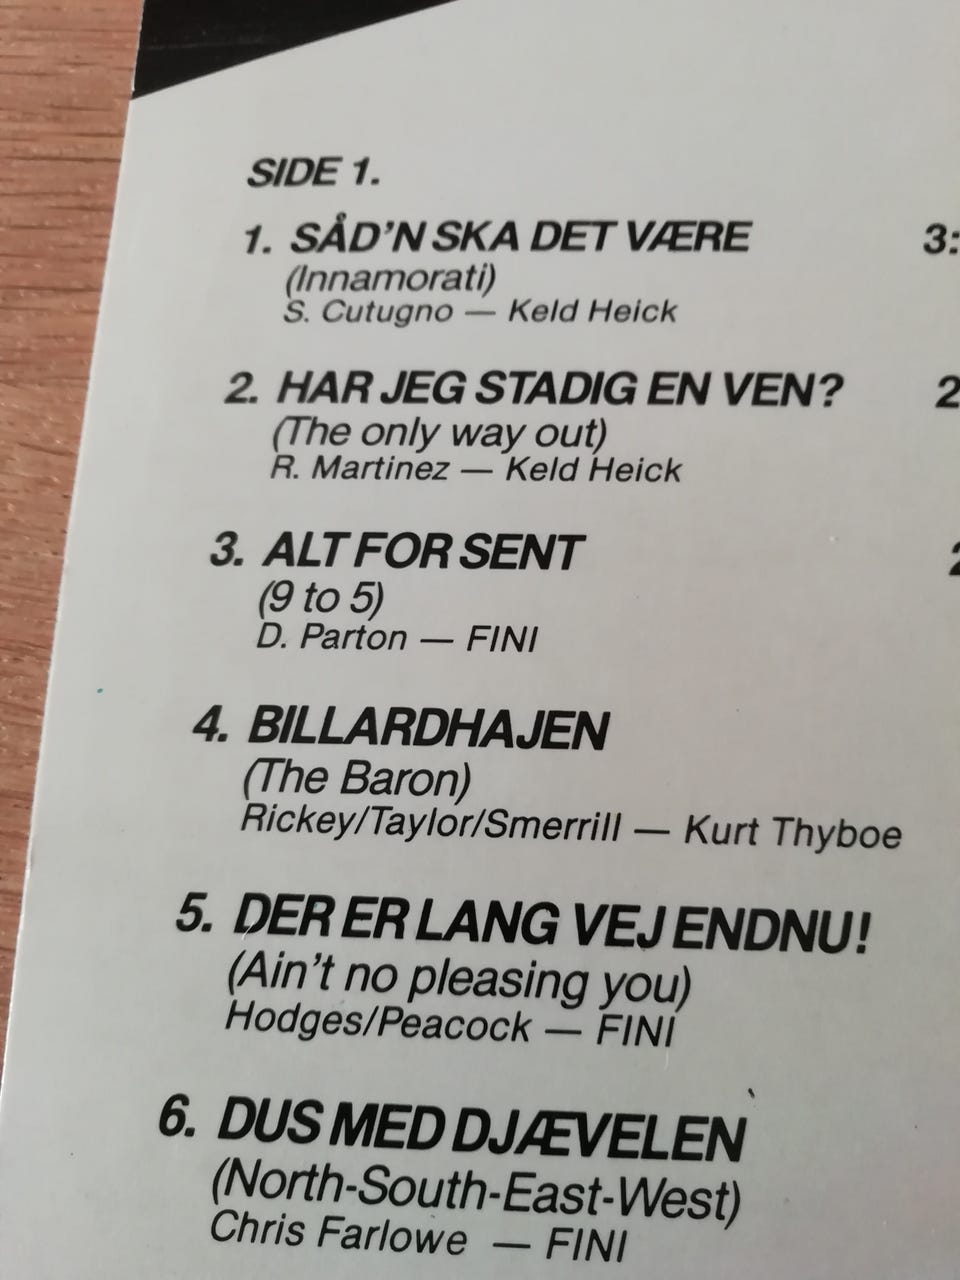 SIDE 1.
1. SÅD'N SKA DET VÆRE 3:
(Innamorati)
S. Cutugno — Keld Heick
2. HAR JEG STADIG EN VEN? 2
(The only way out)
R. Martinez — Keld Heick
3. ALT FOR SENT 2
(9 to 5)
D. Parton — FINI
4. BILLARDHAJEN
(The Baron)
Rickey/Taylor/Smerrill — Kurt Thyboe
5. DER ER LANG VEJ ENDNU!
(Ain't no pleasing you)
Hodges/Peacock — FINI
6. DUS MED DJÆVELEN
(North-South-East-West)
Chris Farlowe — FINI